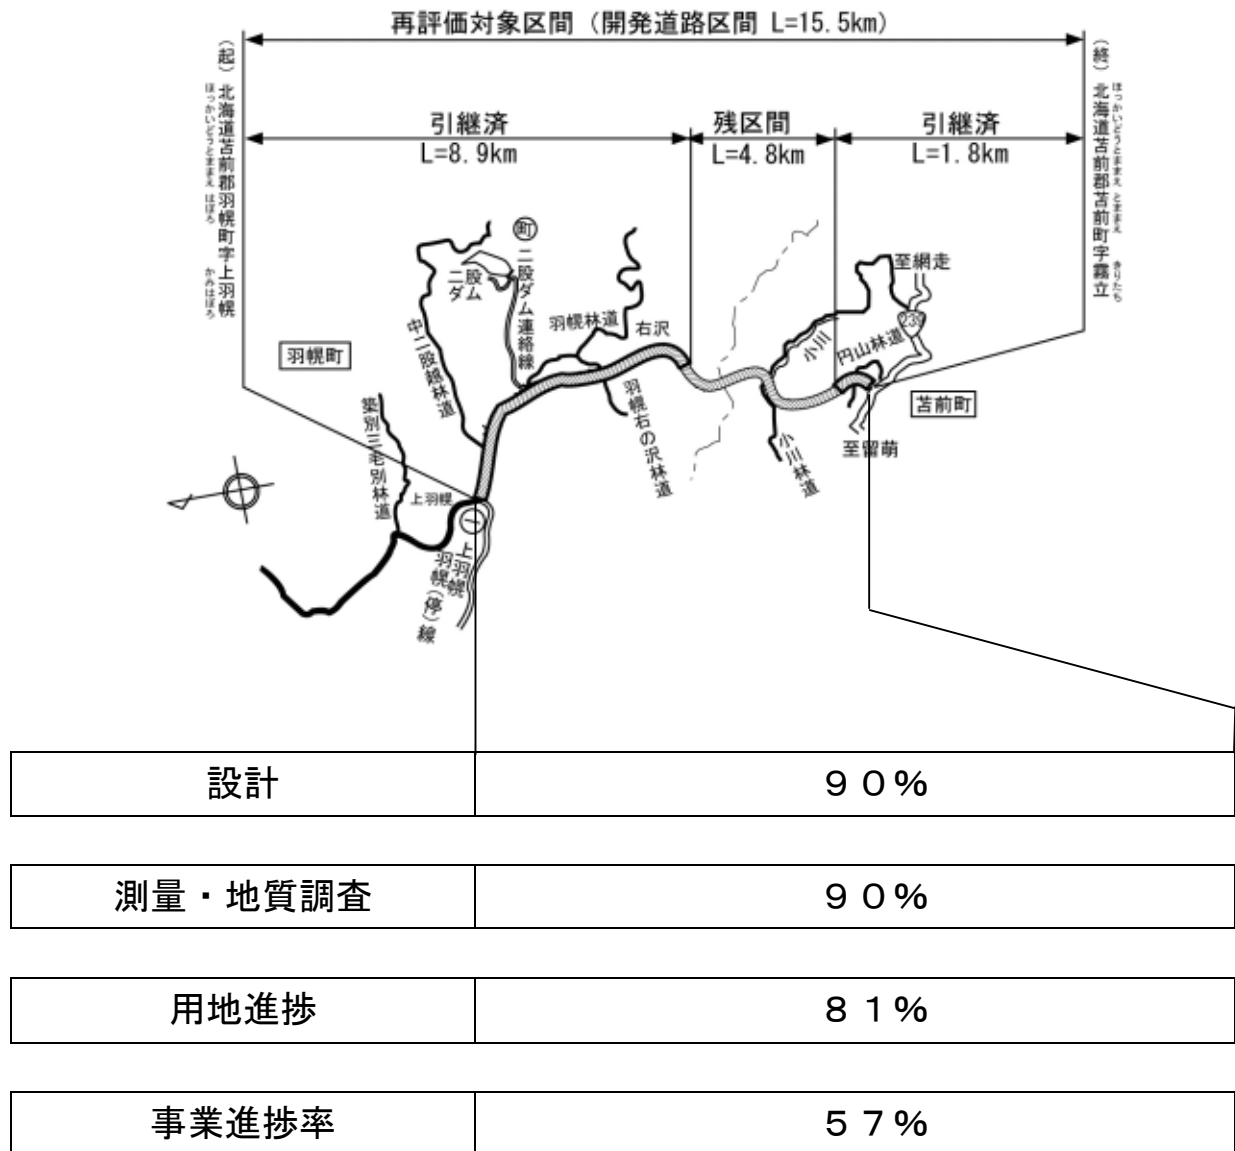 再評価対象区間（開発道路区間 L=15.5km）
（起）北海道苫前郡羽幌町字上羽幌
ほっかいどうとままえ はぼろ かみはぼろ
（終）北海道苫前郡苫前町字霧立
ほっかいどうとままえ とままえ きりたち
引継済
L=8.9km
残区間
L=4.8km
引継済
L=1.8km
町
二股ダム連絡線
二股
ダム
中二股越林道
羽幌林道
右沢
羽幌右の沢林道
至網走
239
小川
円山林道
羽幌町
苫前町
至留萌
小川林道
築別三毛別林道
上羽幌
一
上羽幌
羽幌(停)線
設計 ９０％
測量・地質調査 ９０％
用地進捗 ８１％
事業進捗率 ５７％